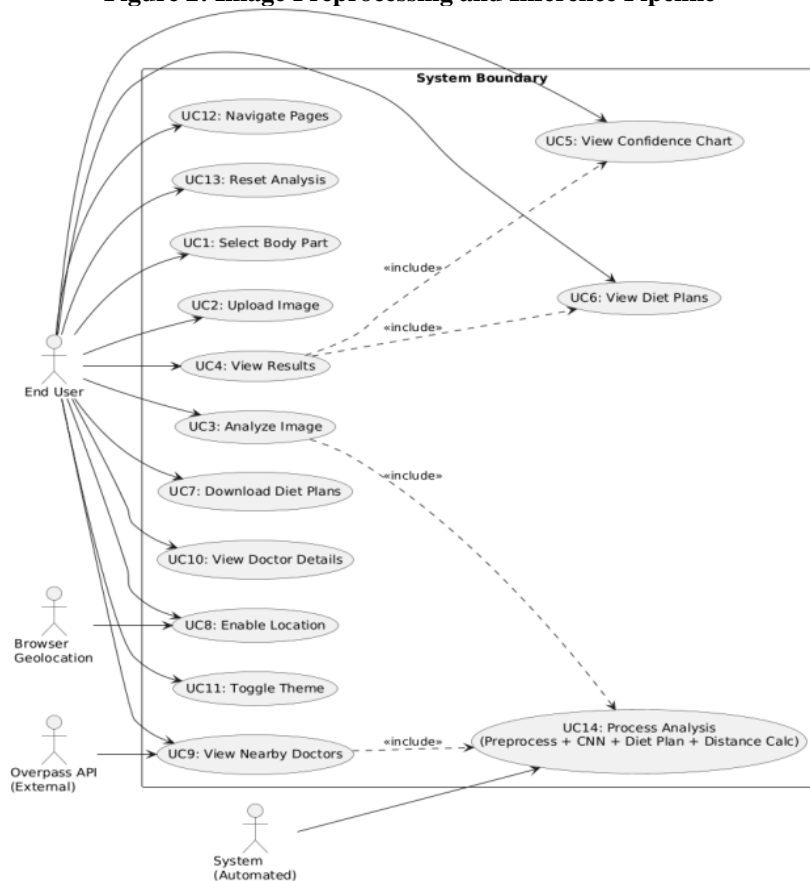 Figure 2: Image Preprocessing and Inference Pipeline
System Boundary
UC12: Navigate Pages
UC5: View Confidence Chart
UC13: Reset Analysis
UC1: Select Body Part
«include»
UC6: View Diet Plans
UC2: Upload Image
«include»
UC4: View Results
End User
UC3: Analyze Image
«include»
UC7: Download Diet Plans
UC10: View Doctor Details
UC8: Enable Location
Browser
Geolocation
UC11: Toggle Theme
UC14: Process Analysis
(Preprocess + CNN + Diet Plan + Distance Calc)
«include»
UC9: View Nearby Doctors
Overpass API
(External)
System
(Automated)